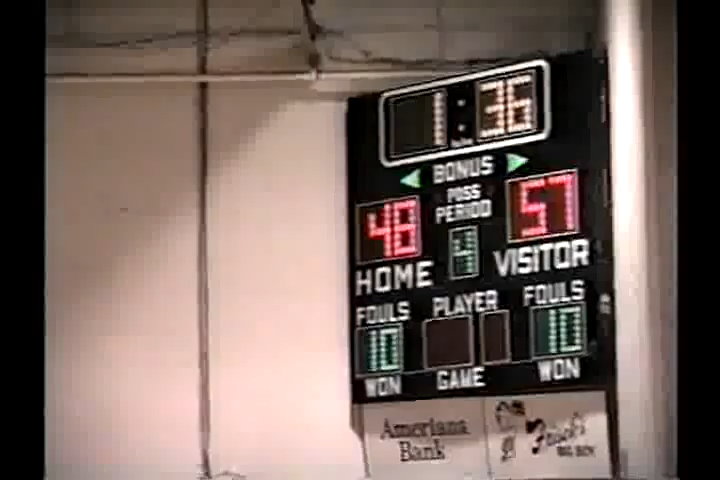 1:36
BONUS
POSS
PERIOD
48 4 57
HOME VISITOR
FOULS PLAYER FOULS
10 10
WON GAME WON
Americana
Bank
Frisch's
BIG BOY